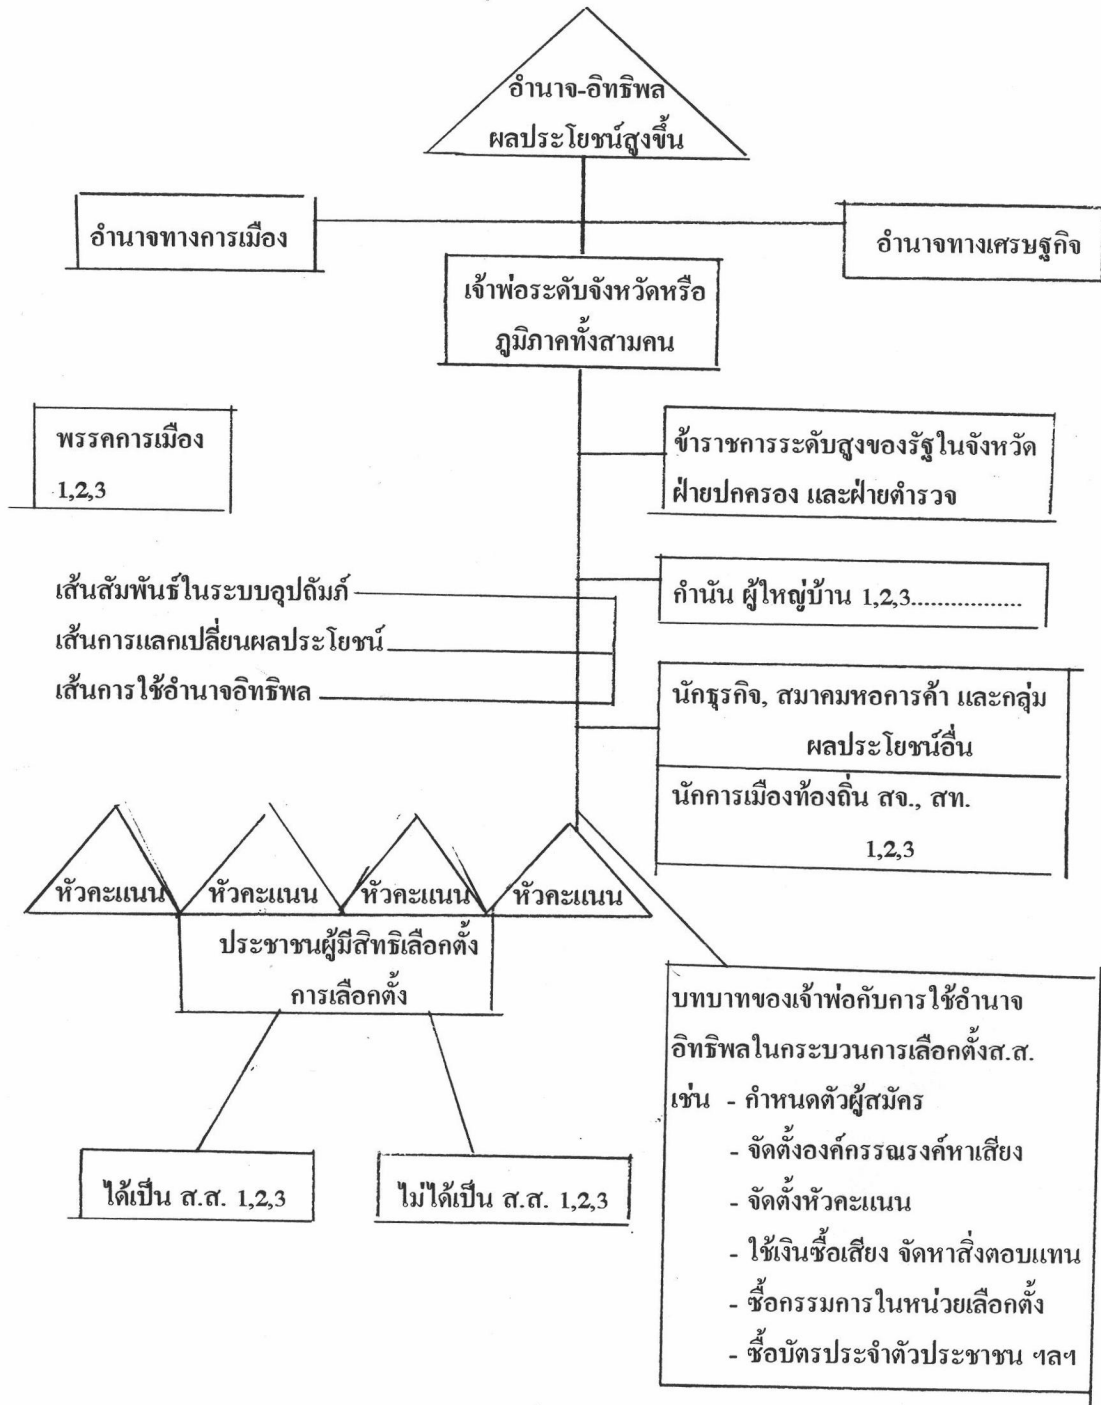 อำนาจ-อิทธิพล
ผลประโยชน์สูงขึ้น
อำนาจทางการเมือง
อำนาจทางเศรษฐกิจ
เจ้าพ่อระดับจังหวัดหรือ
ภูมิภาคทั้งสามคน
พรรคการเมือง
1,2,3
ข้าราชการระดับสูงของรัฐในจังหวัด
ฝ่ายปกครอง และฝ่ายตำรวจ
เส้นสัมพันธ์ในระบบอุปถัมภ์
เส้นการแลกเปลี่ยนผลประโยชน์
เส้นการใช้อำนาจอิทธิพล
กำนัน ผู้ใหญ่บ้าน 1,2,3.................
นักธุรกิจ, สมาคมหอการค้า และกลุ่ม
ผลประโยชน์อื่น
นักการเมืองท้องถิ่น สจ., สท.
1,2,3
หัวคะแนน
หัวคะแนน
หัวคะแนน
หัวคะแนน
ประชาชนผู้มีสิทธิเลือกตั้ง
การเลือกตั้ง
ได้เป็น ส.ส. 1,2,3
ไม่ได้เป็น ส.ส. 1,2,3
บทบาทของเจ้าพ่อกับการใช้อำนาจ
อิทธิพลในกระบวนการเลือกตั้งส.ส.
เช่น - กำหนดตัวผู้สมัคร
- จัดตั้งองค์กรรณรงค์หาเสียง
- จัดตั้งหัวคะแนน
- ใช้เงินซื้อเสียง จัดหาสิ่งตอบแทน
- ซื้อกรรมการในหน่วยเลือกตั้ง
- ซื้อบัตรประจำตัวประชาชน ฯลฯ